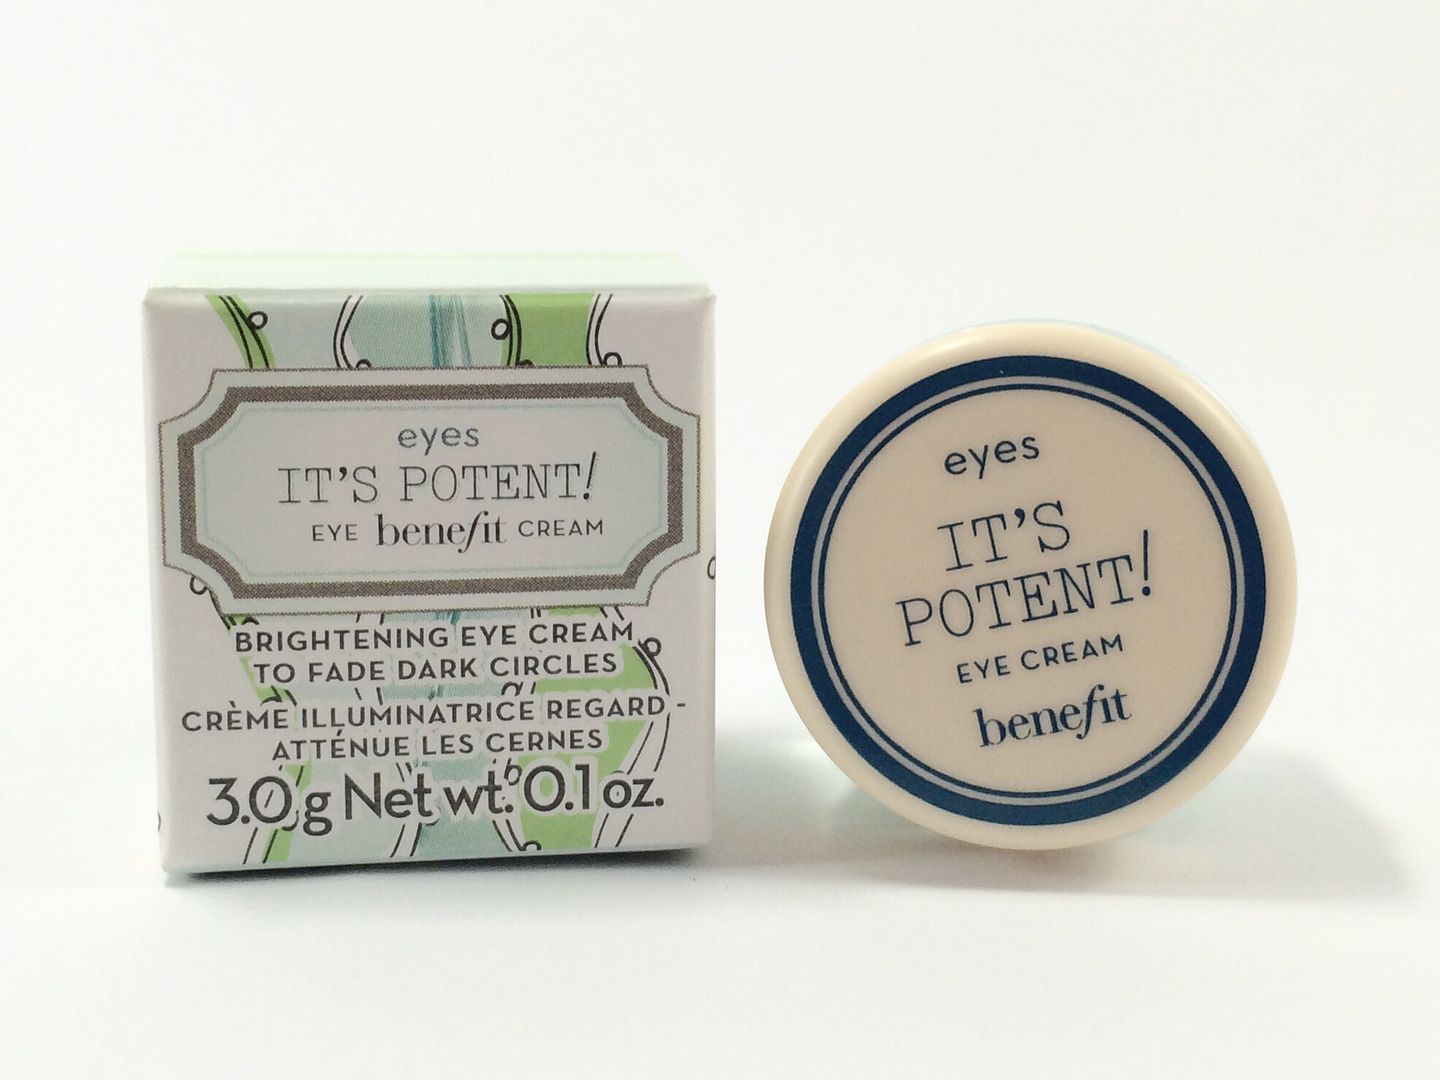 eyes
IT'S POTENT!
EYE benefit CREAM
BRIGHTENING EYE CREAM
TO FADE DARK CIRCLES
CRÈME ILLUMINATRICE REGARD -
ATTÉNUE LES CERNES
3.0 g Net wt. 0.1 oz.
eyes
IT'S
POTENT!
EYE CREAM
benefit